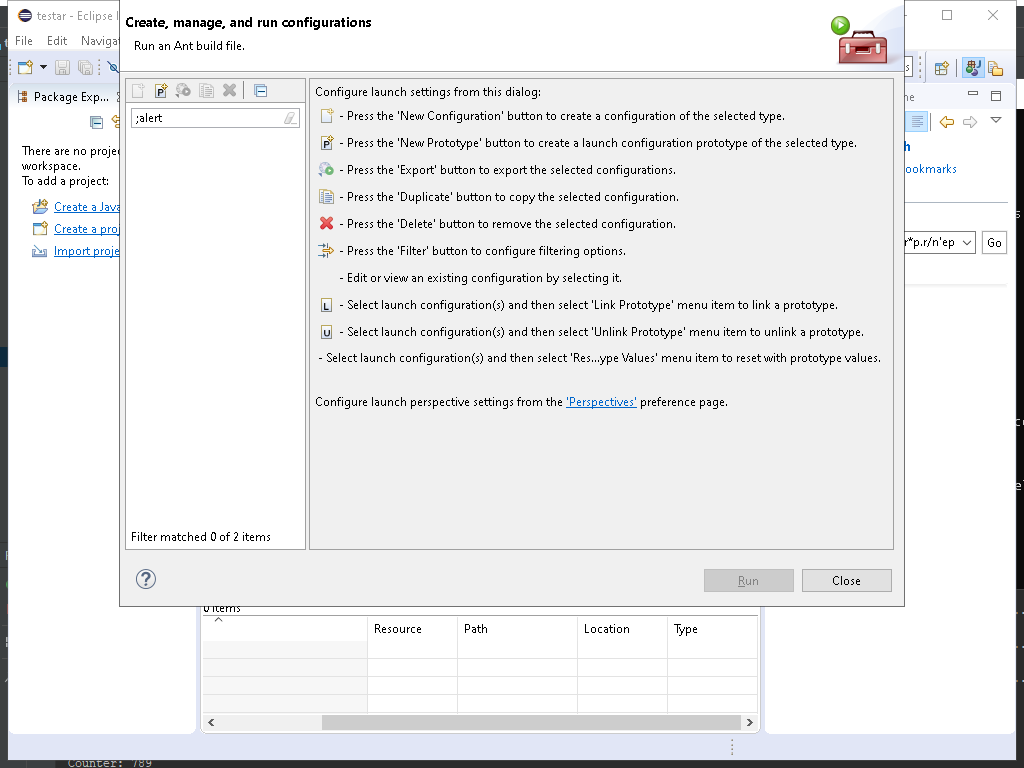 testar - Eclipse I
File Edit Navigat
Create, manage, and run configurations
Run an Ant build file.
Package Exp...
;alert
There are no proje
workspace.
To add a project:
Create a Java
Create a proj
Import proje
Filter matched 0 of 2 items
Configure launch settings from this dialog:
- Press the 'New Configuration' button to create a configuration of the selected type.
P - Press the 'New Prototype' button to create a launch configuration prototype of the selected type.
- Press the 'Export' button to export the selected configurations.
- Press the 'Duplicate' button to copy the selected configuration.
- Press the 'Delete' button to remove the selected configuration.
- Press the 'Filter' button to configure filtering options.
- Edit or view an existing configuration by selecting it.
L - Select launch configuration(s) and then select 'Link Prototype' menu item to link a prototype.
U - Select launch configuration(s) and then select 'Unlink Prototype' menu item to unlink a prototype.
- Select launch configuration(s) and then select 'Res...ype Values' menu item to reset with prototype values.
Configure launch perspective settings from the 'Perspectives' preference page.
ookmarks
r*p.r/n'ep Go
? Run Close
0 items
Resource Path Location Type
Counter: 789